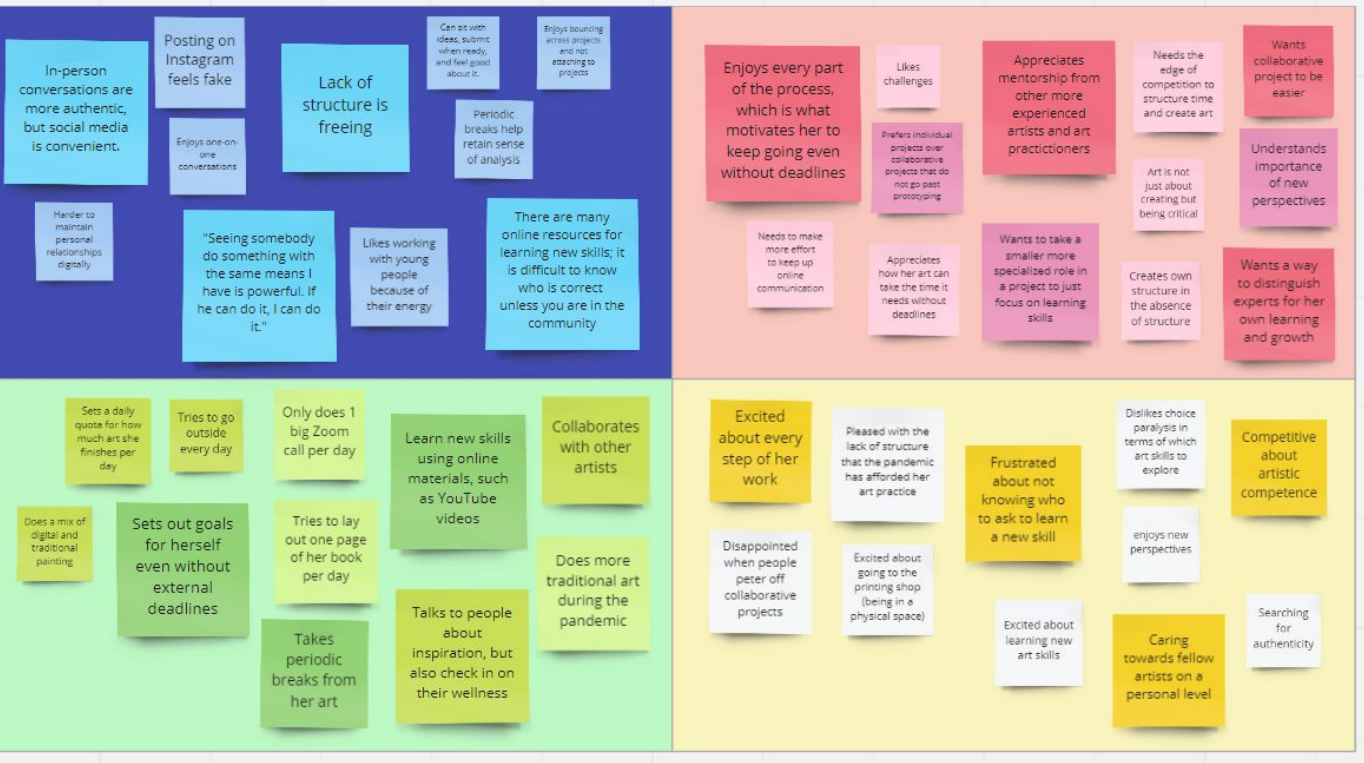 In-person
conversations are
more authentic,
but social media
is convenient.
Posting on
Instagram
feels fake
Enjoys one-on-
one
conversations
Lack of
structure is
freeing
Can sit with
ideas, submit
when ready,
and feel good
about it.
Enjoys bouncing
across projects
and not
attaching to
projects
Periodic
breaks help
retain sense
of analysis
Harder to
maintain
personal
relationships
digitally
"Seeing somebody
do something with
the same means I
have is powerful. If
he can do it, I can do
it."
Likes working
with young
people
because of
their energy
There are many
online resources for
learning new skills; it
is difficult to know
who is correct
unless you are in the
community
Enjoys every part
of the process,
which is what
motivates her to
keep going even
without deadlines
Likes
challenges
Prefers individual
projects over
collaborative
projects that do
not go past
prototyping
Appreciates
mentorship from
other more
experienced
artists and art
practictioners
Needs the
edge of
competition to
structure time
and create art
Wants
collaborative
project to be
easier
Understands
importance
of new
perspectives
Art is not
just about
creating but
being critical
Needs to make
more effort
to keep up
online
communication
Appreciates
how her art can
take the time it
needs without
deadlines
Wants to take a
smaller more
specialized role in
a project to just
focus on learning
skills
Creates own
structure in
the absence
of structure
Wants a way
to distinguish
experts for her
own learning
and growth
Sets a daily
quota for how
much art she
finishes per
day
Tries to go
outside
every day
Only does 1
big Zoom
call per day
Learn new skills
using online
materials, such
as YouTube
videos
Collaborates
with other
artists
Does a mix of
digital and
traditional
painting
Sets out goals
for herself
even without
external
deadlines
Tries to lay
out one page
of her book
per day
Does more
traditional art
during the
pandemic
Takes
periodic
breaks from
her art
Talks to people
about
inspiration, but
also check in on
their wellness
Excited
about every
step of her
work
Pleased with the
lack of structure
that the pandemic
has afforded her
art practice
Frustrated
about not
knowing who
to ask to learn
a new skill
Dislikes choice
paralysis in
terms of which
art skills to
explore
Competitive
about
artistic
competence
Disappointed
when people
peter off
collaborative
projects
Excited about
going to the
printing shop
(being in a
physical space)
enjoys new
perspectives
Excited about
learning new
art skills
Caring
towards fellow
artists on a
personal level
Searching
for
authenticity